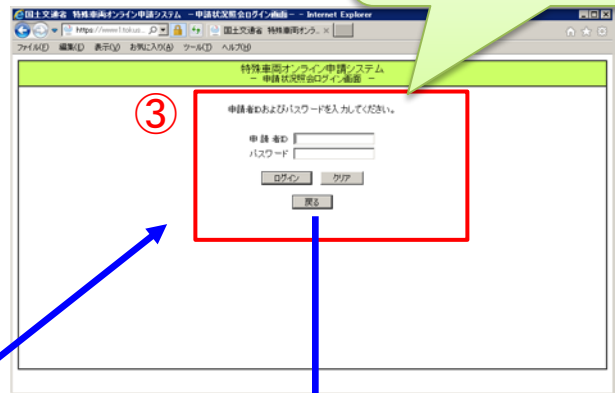 国土交通省 特殊車両オンライン申請システム －申請状況照会ログイン画面－ - Internet Explorer
https://www.tokus...
国土交通省 特殊車両オンラ...
ファイル(F) 編集(E) 表示(V) お気に入り(A) ツール(T) ヘルプ(H)
特殊車両オンライン申請システム
－ 申請状況照会ログイン画面 －
③
申請者IDおよびパスワードを入力してください。
申請者ID
パスワード
ログイン クリア
戻る